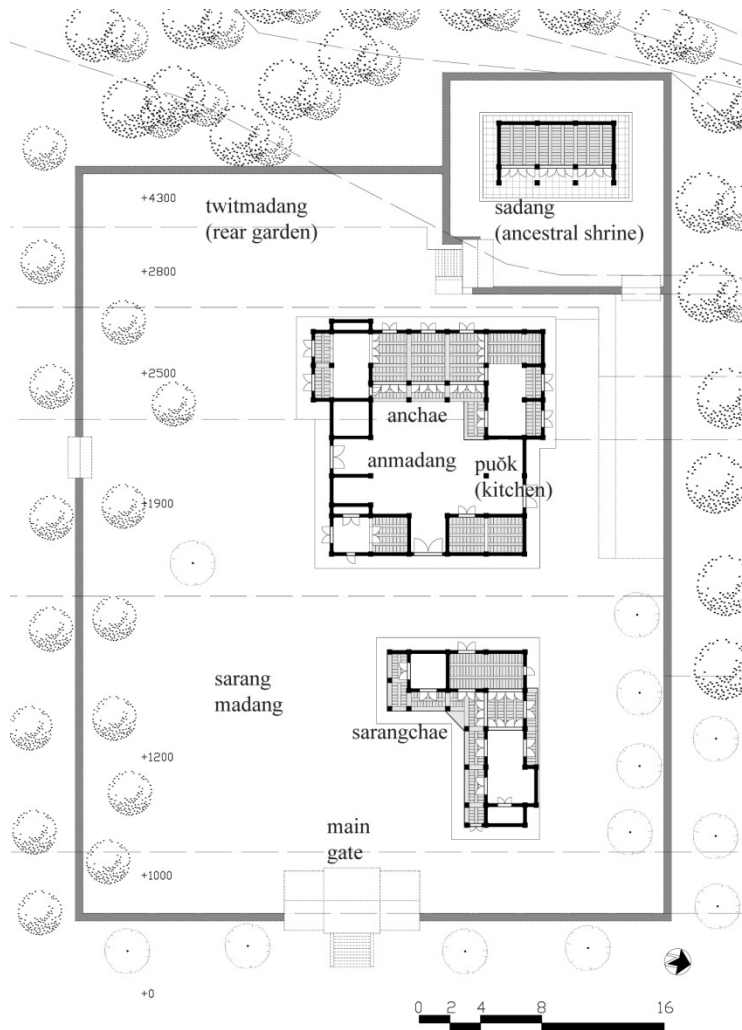 +4300
twitmadang
(rear garden)
sadang
(ancestral shrine)
+2800
+2500
anchae
anmadang
puŏk
(kitchen)
+1900
sarang
madang
sarangchae
+1200
main
gate
+1000
+0
0 2 4 8 16